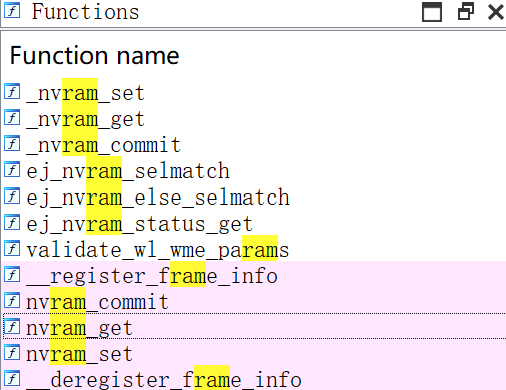 Functions
Function name
_nvram_set
_nvram_get
_nvram_commit
ej_nvram_selmatch
ej_nvram_else_selmatch
ej_nvram_status_get
validate_wl_wme_params
__register_frame_info
nvram_commit
nvram_get
nvram_set
__deregister_frame_info